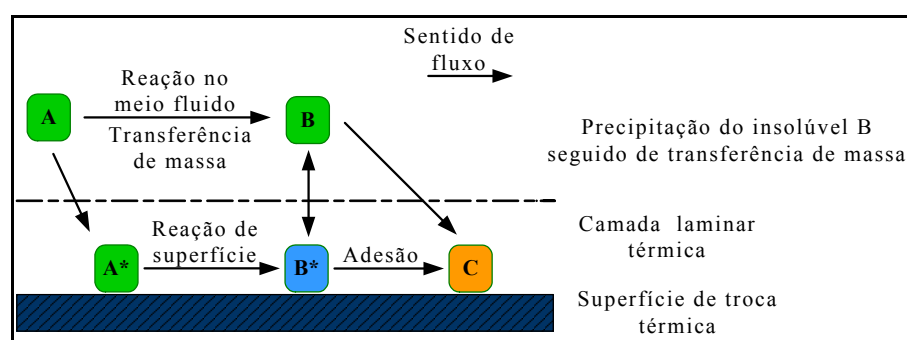 Sentido de
fluxo
Reação no
meio fluido
A
B
Transferência
de massa
Precipitação do insolúvel B
seguido de transferência de massa
Camada laminar
térmica
Reação de
superfície
Adesão
A*
B*
C
Superfície de troca
térmica